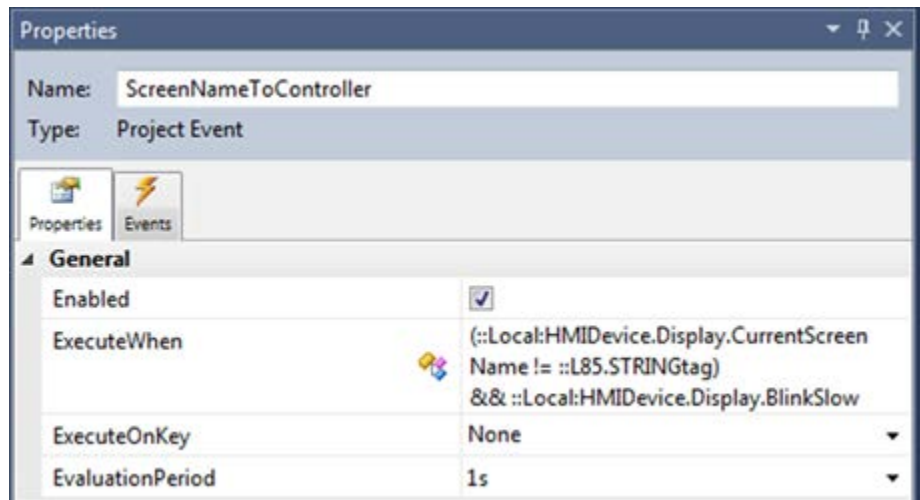 Properties
Name: ScreenNameToController
Type: Project Event
Properties Events
General
Enabled
ExecuteWhen (::Local:HMIDevice.Display.CurrentScreen
Name != ::L85.STRINGtag)
&& ::Local:HMIDevice.Display.BlinkSlow
ExecuteOnKey None
EvaluationPeriod 1s